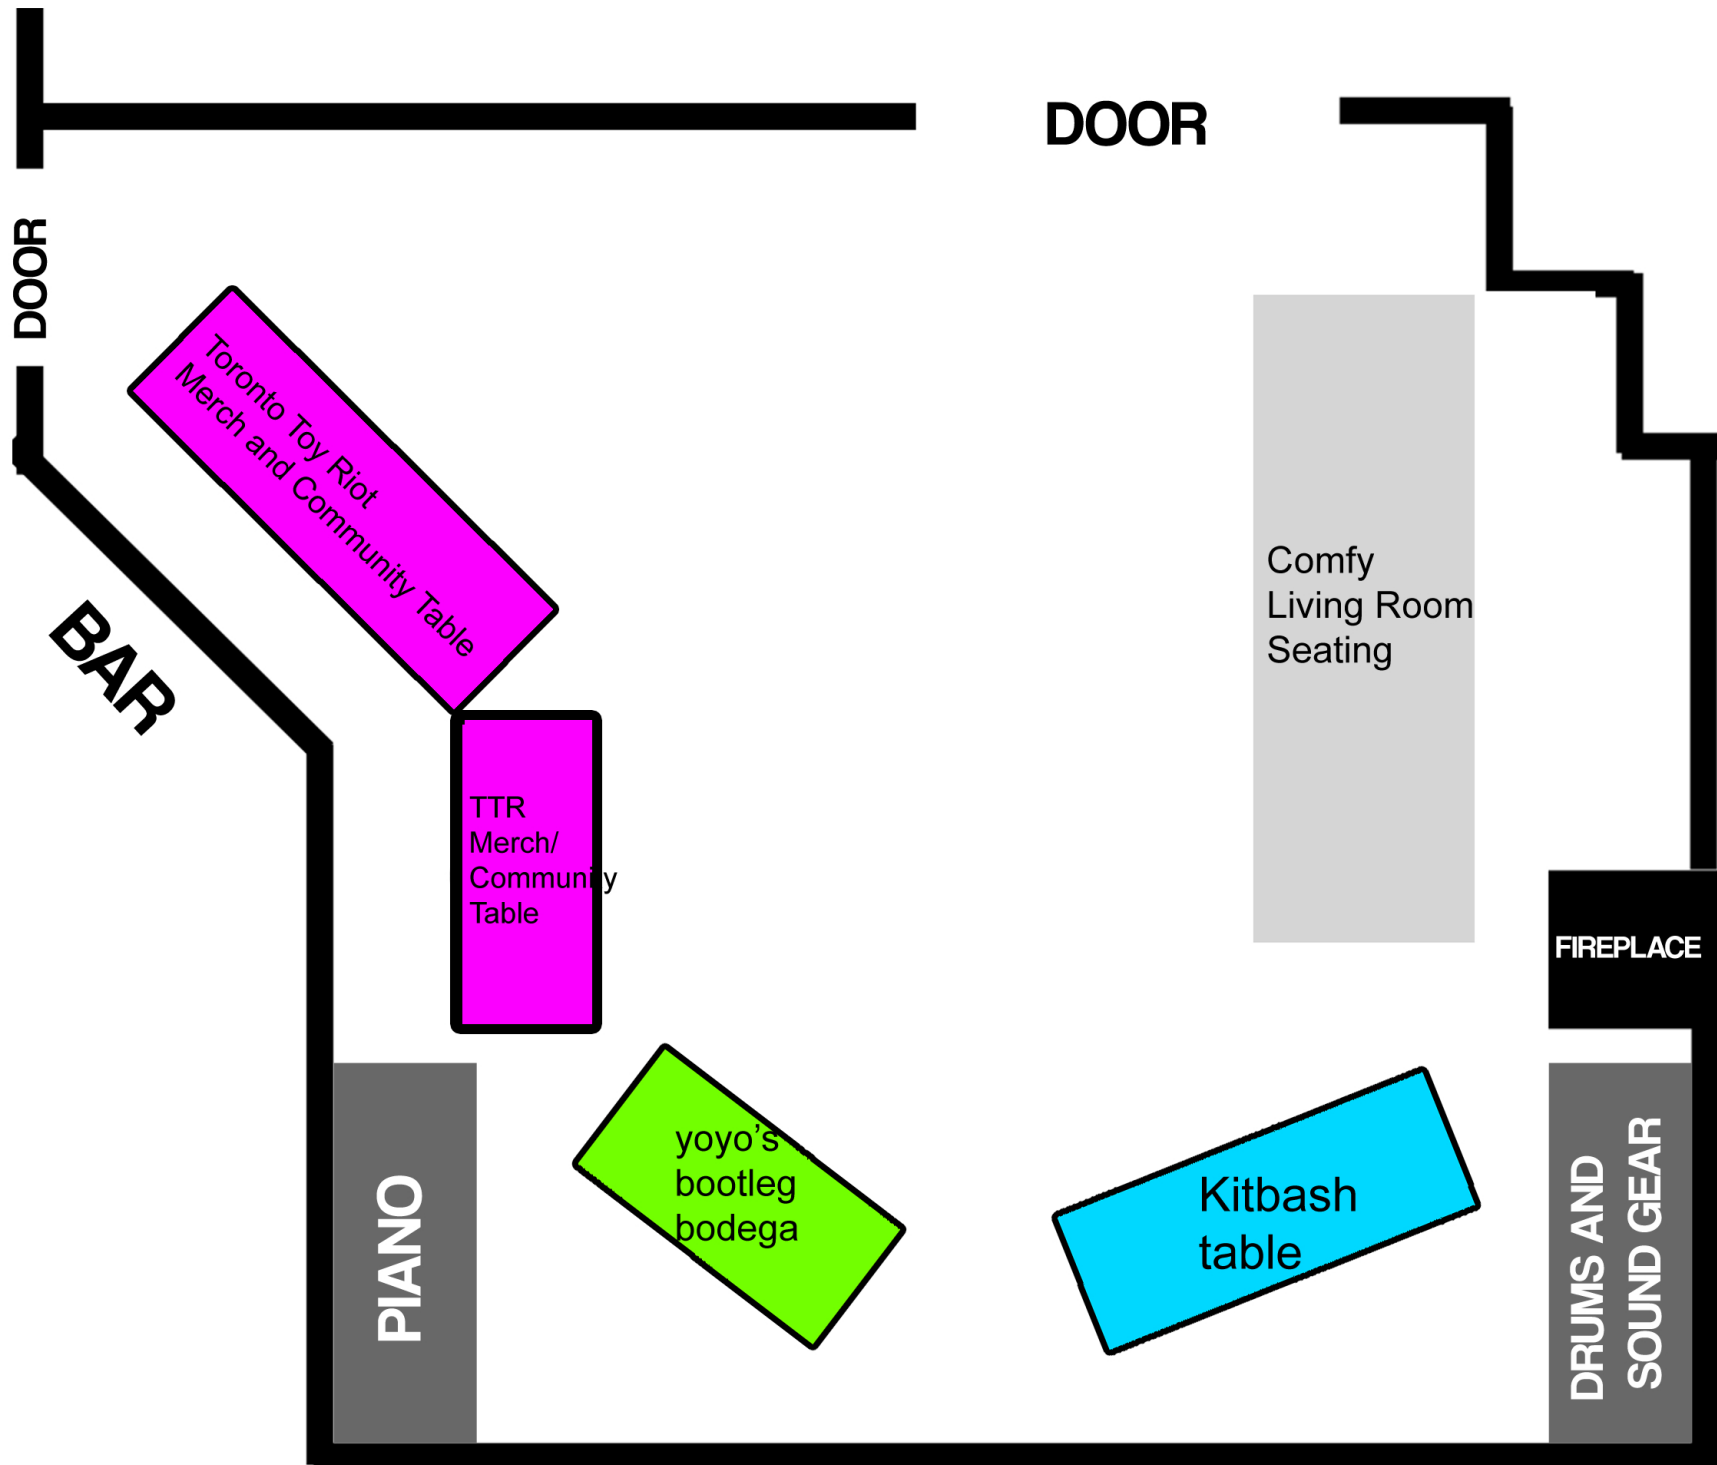 DOOR
DOOR
Toronto Toy Riot
Merch and Community Table
BAR
Comfy
Living Room
Seating
TTR
Merch/
Community
Table
FIREPLACE
yoyo’s
bootleg
bodega
Kitbash
table
PIANO
DRUMS AND
SOUND GEAR